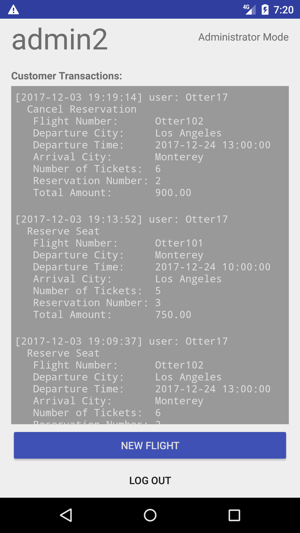 4G 7:20
admin2
Administrator Mode
Customer Transactions:
[2017-12-03 19:19:14] user: Otter17
Cancel Reservation
Flight Number: Otter102
Departure City: Los Angeles
Departure Time: 2017-12-24 13:00:00
Arrival City: Monterey
Number of Tickets: 6
Reservation Number: 2
Total Amount: 900.00
[2017-12-03 19:13:52] user: Otter17
Reserve Seat
Flight Number: Otter101
Departure City: Monterey
Departure Time: 2017-12-24 10:00:00
Arrival City: Los Angeles
Number of Tickets: 5
Reservation Number: 3
Total Amount: 750.00
[2017-12-03 19:09:37] user: Otter17
Reserve Seat
Flight Number: Otter102
Departure City: Los Angeles
Departure Time: 2017-12-24 13:00:00
Arrival City: Monterey
Number of Tickets: 6
Reservation Number: 2
NEW FLIGHT
LOG OUT